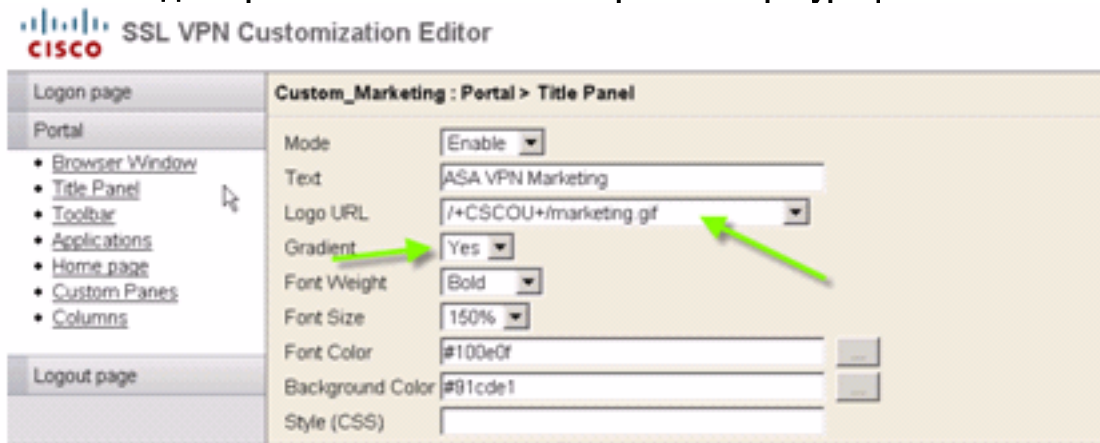 CISCO SSL VPN Customization Editor
Logon page
Custom_Marketing : Portal > Title Panel
Portal
• Browser Window
• Title Panel
• Toolbar
• Applications
• Home page
• Custom Panes
• Columns
Logout page
Mode Enable
Text ASA VPN Marketing
Logo URL /+CSCOU+/marketing.gif
Gradient Yes
Font Weight Bold
Font Size 150%
Font Color #100e0f ...
Background Color #91cde1 ...
Style (CSS)